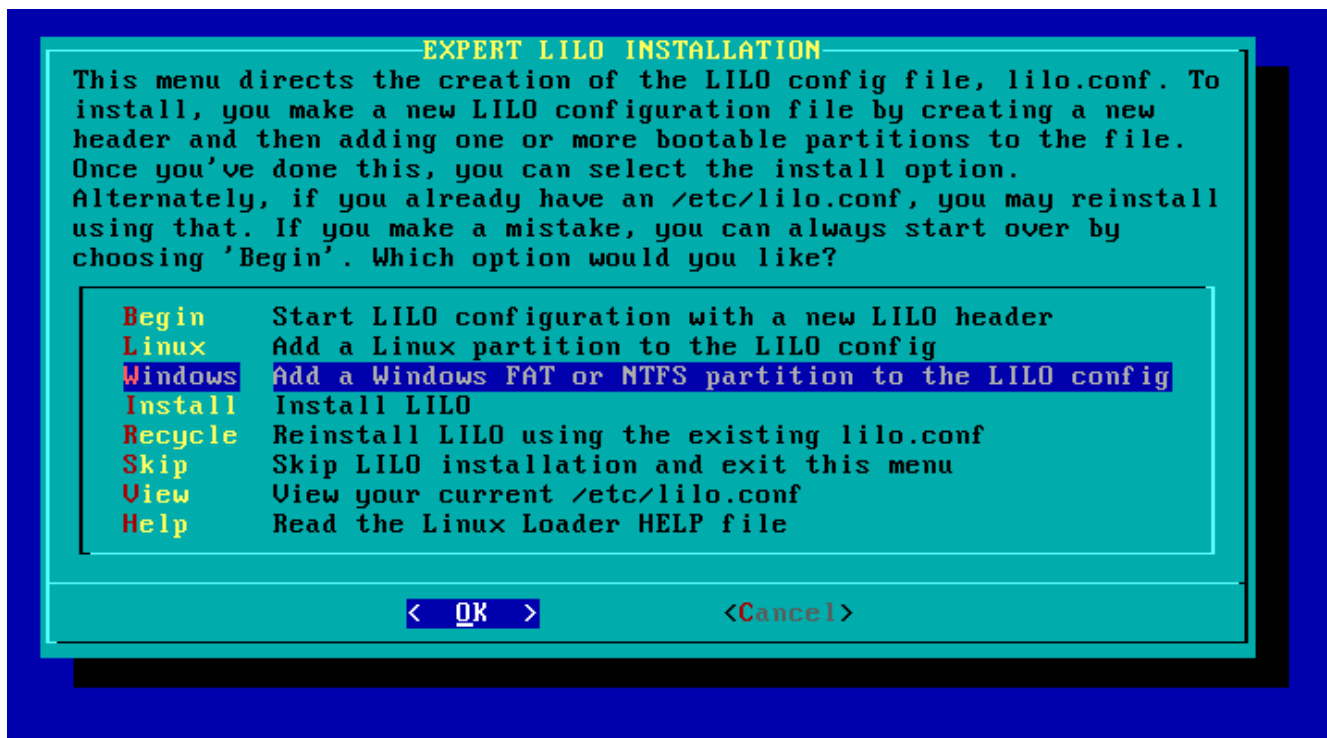 EXPERT LILO INSTALLATION
This menu directs the creation of the LILO config file, lilo.conf. To
install, you make a new LILO configuration file by creating a new
header and then adding one or more bootable partitions to the file.
Once you've done this, you can select the install option.
Alternately, if you already have an /etc/lilo.conf, you may reinstall
using that. If you make a mistake, you can always start over by
choosing 'Begin'. Which option would you like?
Begin Start LILO configuration with a new LILO header
Linux Add a Linux partition to the LILO config
Windows Add a Windows FAT or NTFS partition to the LILO config
Install Install LILO
Recycle Reinstall LILO using the existing lilo.conf
Skip Skip LILO installation and exit this menu
View View your current /etc/lilo.conf
Help Read the Linux Loader HELP file
< OK > <Cancel>